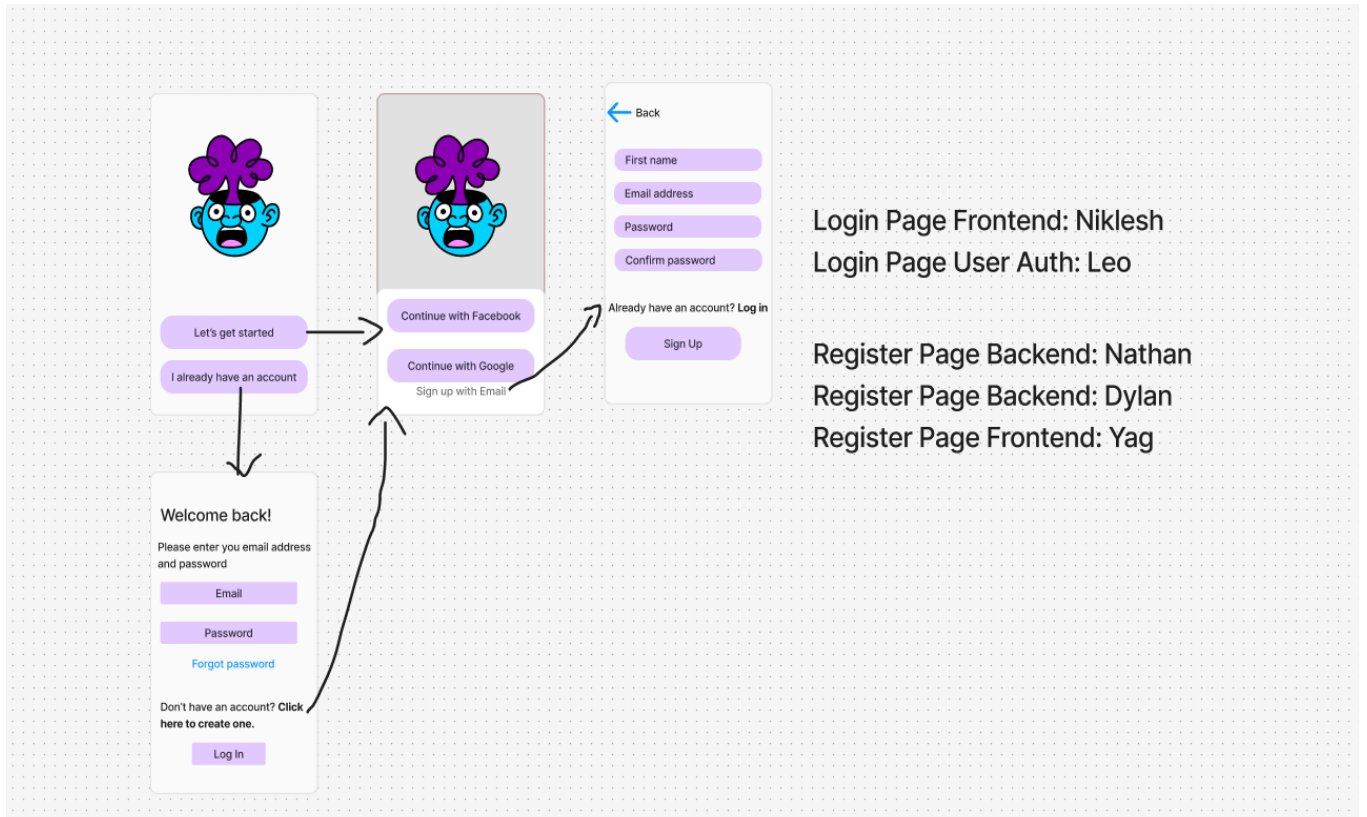 Let's get started
I already have an account
Continue with Facebook
Continue with Google
Sign up with Email
Back
First name
Email address
Password
Confirm password
Already have an account? Log in
Sign Up
Welcome back!
Please enter you email address
and password
Email
Password
Forgot password
Don't have an account? Click
here to create one.
Log In
Login Page Frontend: Niklesh
Login Page User Auth: Leo
Register Page Backend: Nathan
Register Page Backend: Dylan
Register Page Frontend: Yag